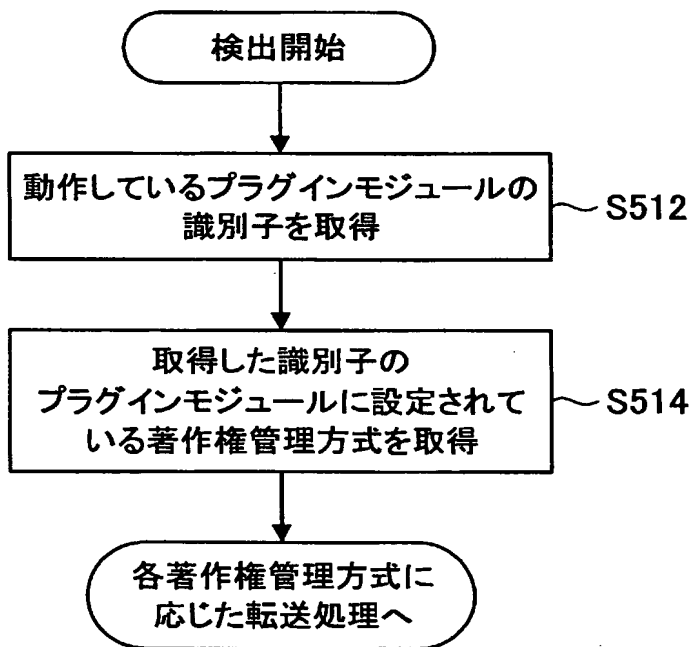 検出開始
動作しているプラグインモジュールの
識別子を取得
S512
取得した識別子の
プラグインモジュールに設定されて
いる著作権管理方式を取得
S514
各著作権管理方式に
応じた転送処理へ